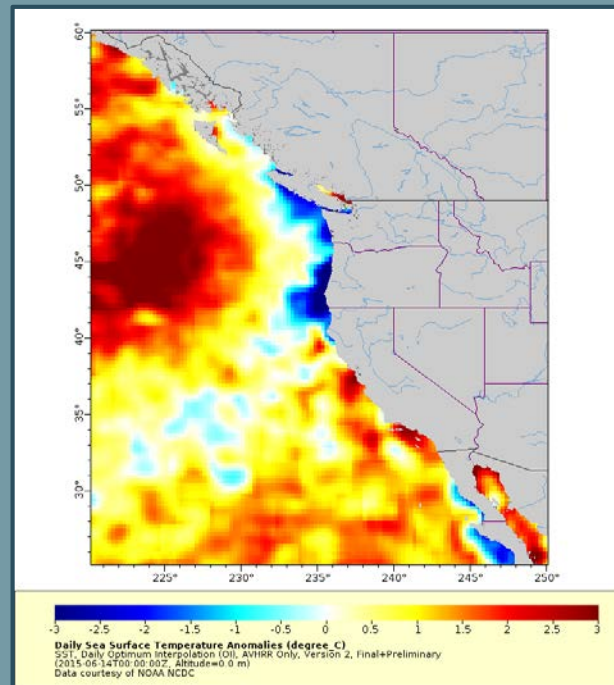 60°
55°
50°
45°
40°
35°
30°
225° 230° 235° 240° 245° 250°
-3 -2.5 -2 -1.5 -1 -0.5 0 0.5 1 1.5 2 2.5 3
Daily Sea Surface Temperature Anomalies (degree_C)
SST, Daily Optimum Interpolation (OI), AVHRR Only, Version 2, Final+Preliminary
(2015-06-14T00:00:00Z, Altitude=0.0 m)
Data courtesy of NOAA NCDC